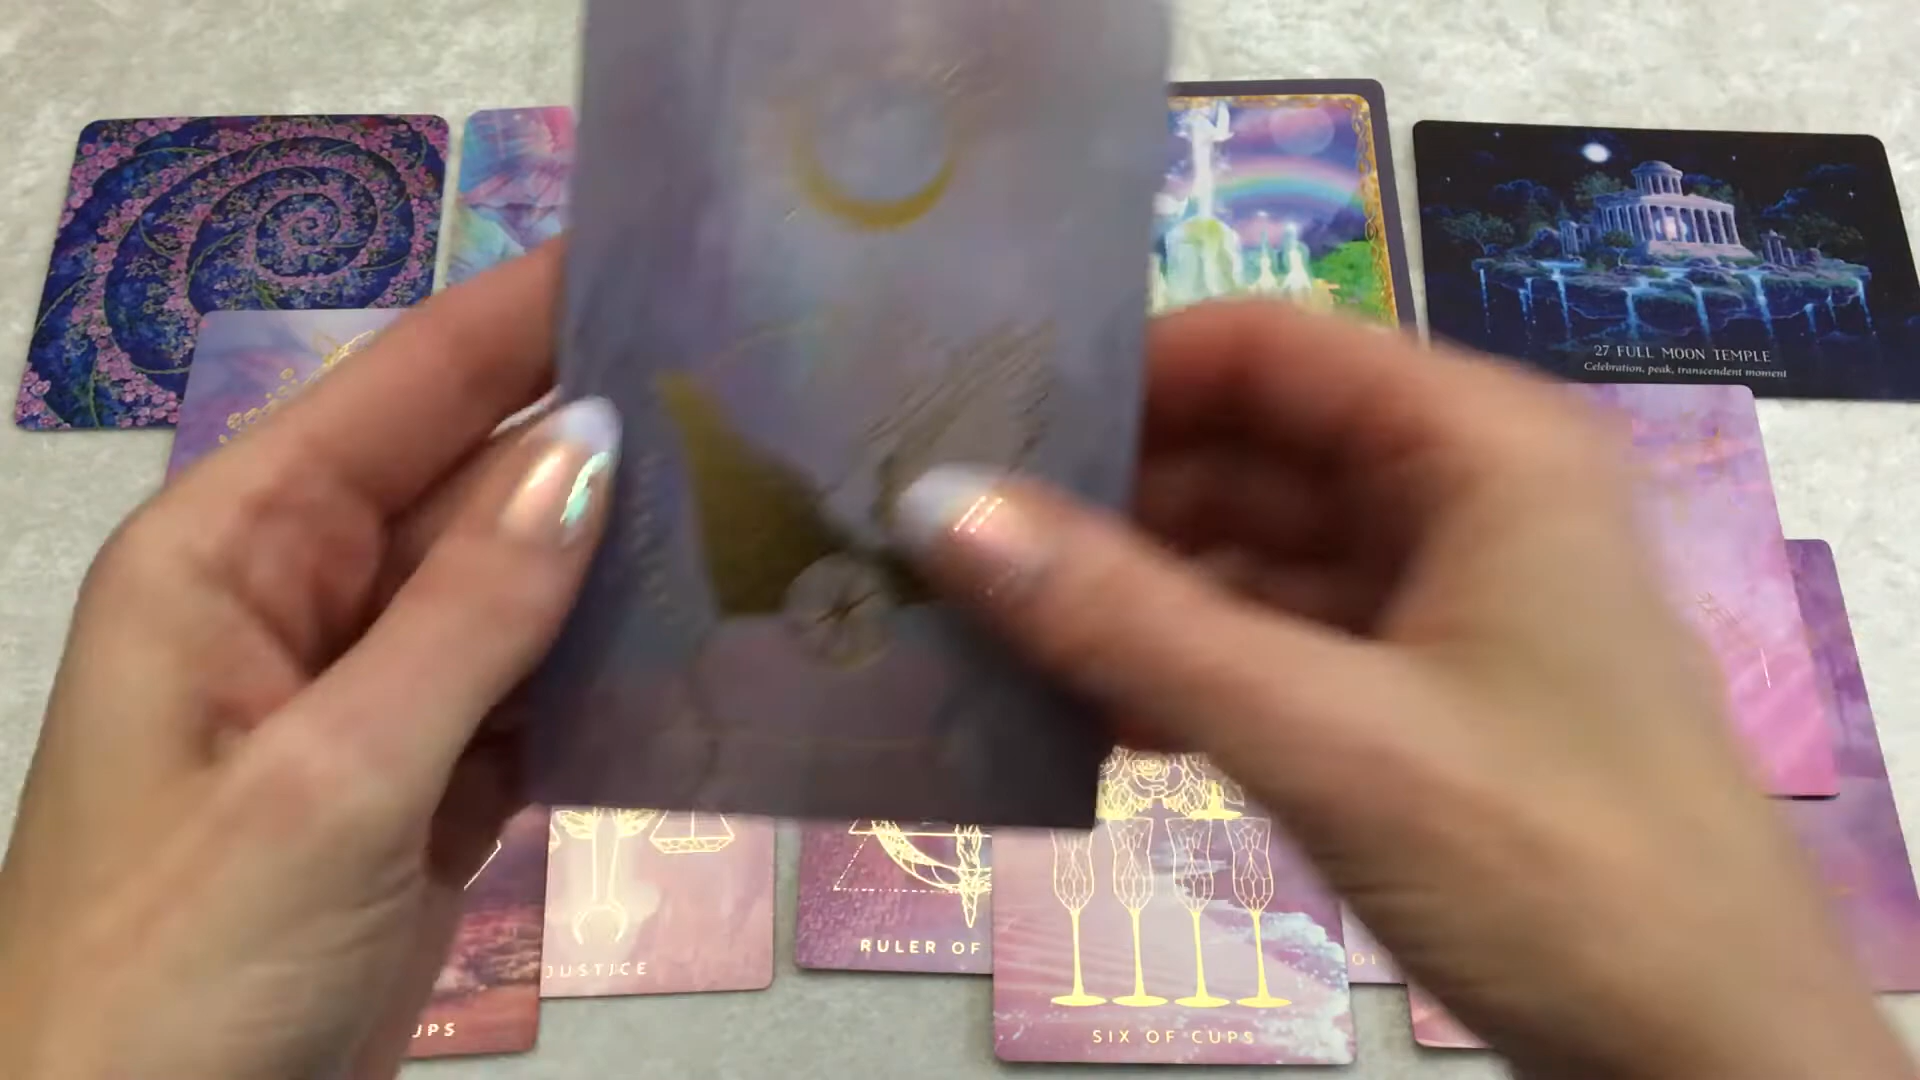 27 FULL MOON TEMPLE
Celebration, peak, transcendent moment
RULER OF
JUSTICE
UPS
SIX OF CUPS